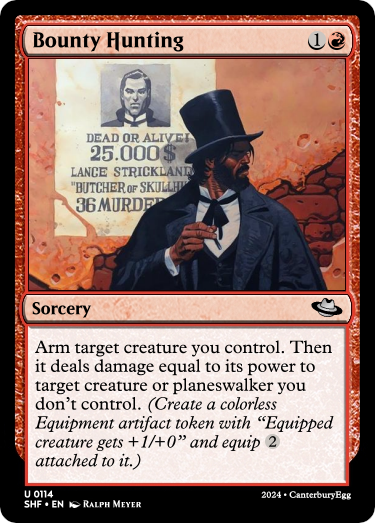 Bounty Hunting 1
DEAD OR ALIVE!
25.000$
LANCE STRICKLAND
"BUTCHER OF SKULLHI
36 MURDER
Sorcery
Arm target creature you control. Then
it deals damage equal to its power to
target creature or planeswalker you
don't control. (Create a colorless
Equipment artifact token with “Equipped
creature gets +1/+0” and equip 2
attached to it.)
U 0114
SHF • EN RALPH MEYER
2024 • CanterburyEgg